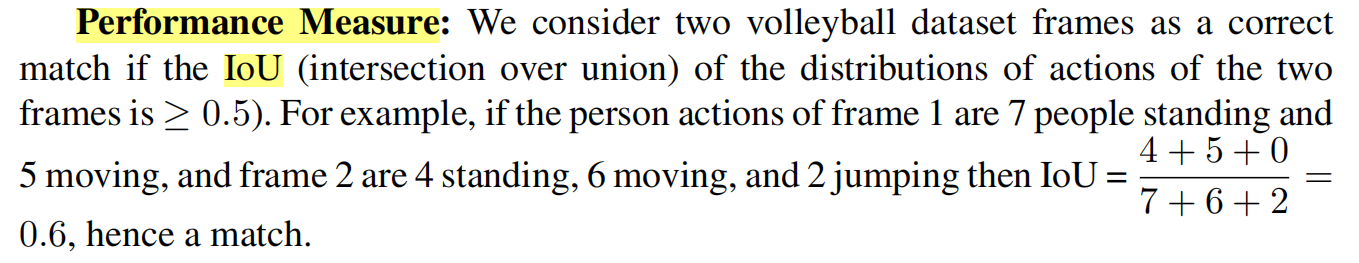 Performance Measure: We consider two volleyball dataset frames as a correct
match if the IoU (intersection over union) of the distributions of actions of the two
frames is ≥ 0.5). For example, if the person actions of frame 1 are 7 people standing and
5 moving, and frame 2 are 4 standing, 6 moving, and 2 jumping then IoU = \frac{4+5+0}{7+6+2} =
0.6, hence a match.